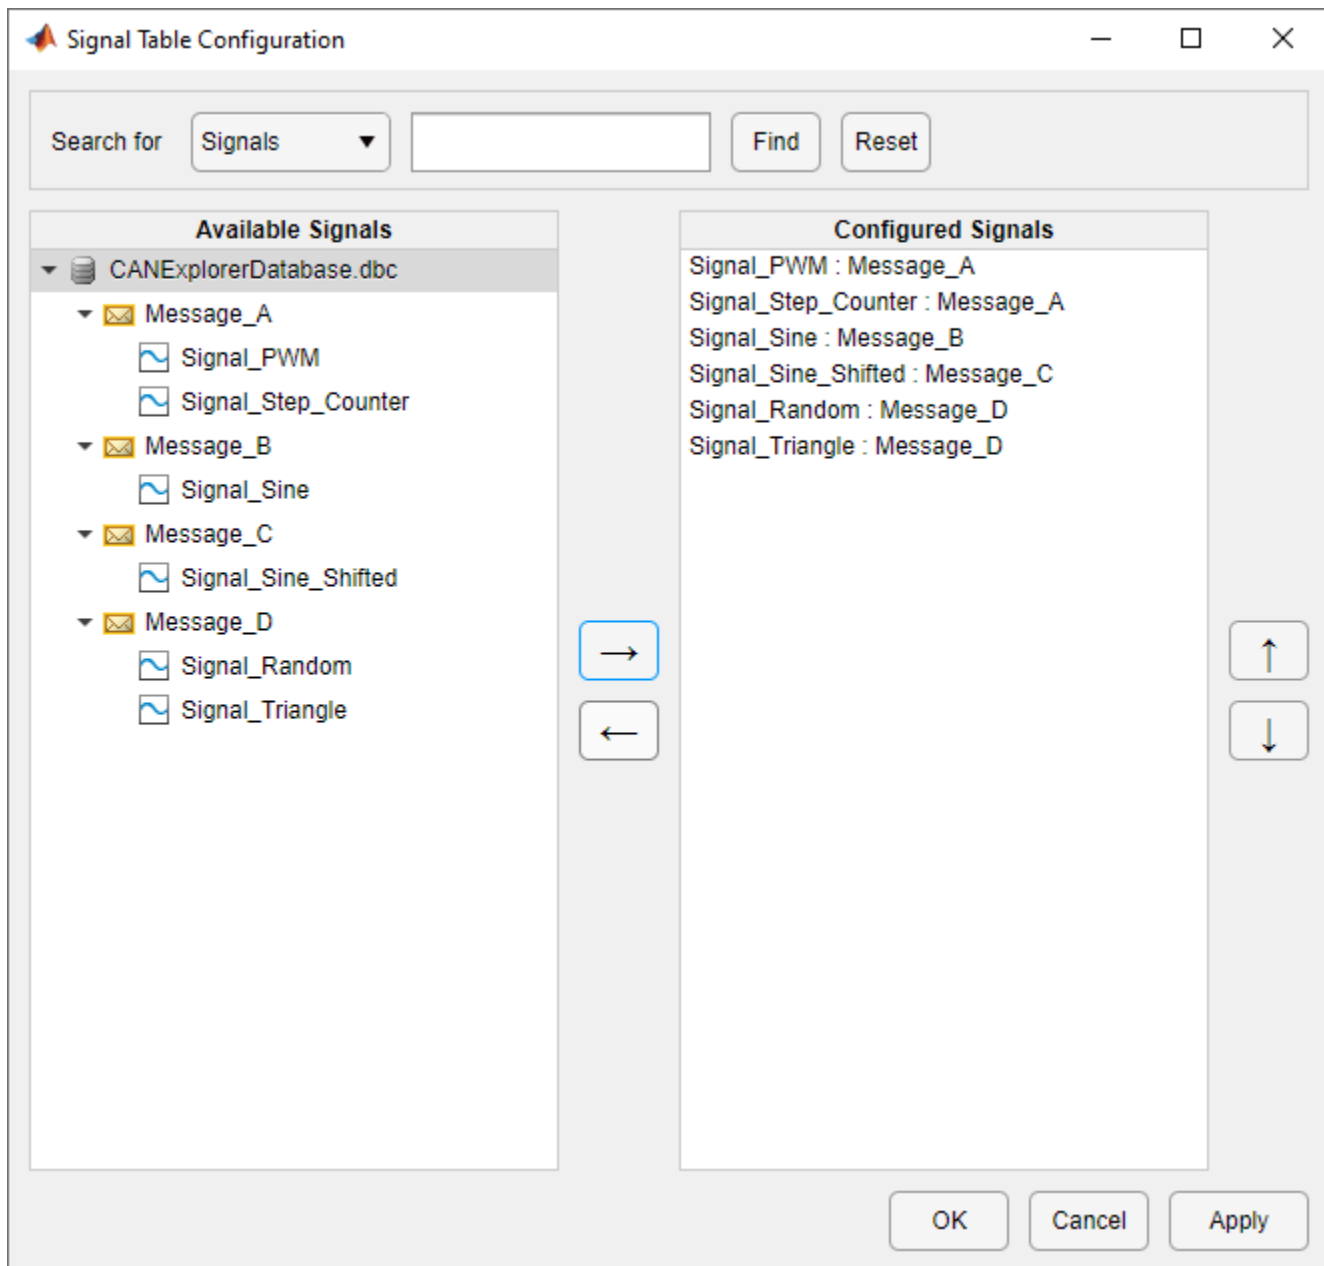 Signal Table Configuration
Search for Signals Find Reset
Available Signals
CANExplorerDatabase.dbc
Message_A
Signal_PWM
Signal_Step_Counter
Message_B
Signal_Sine
Message_C
Signal_Sine_Shifted
Message_D
Signal_Random
Signal_Triangle
Configured Signals
Signal_PWM : Message_A
Signal_Step_Counter : Message_A
Signal_Sine : Message_B
Signal_Sine_Shifted : Message_C
Signal_Random : Message_D
Signal_Triangle : Message_D
OK Cancel Apply